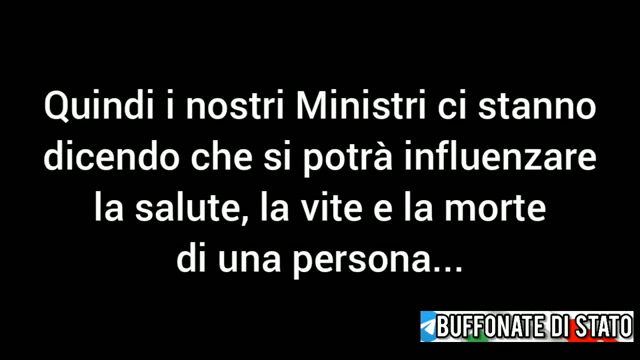 Quindi i nostri Ministri ci stanno
dicendo che si potrà influenzare
la salute, la vite e la morte
di una persona...
BUFFONATE DI STATO